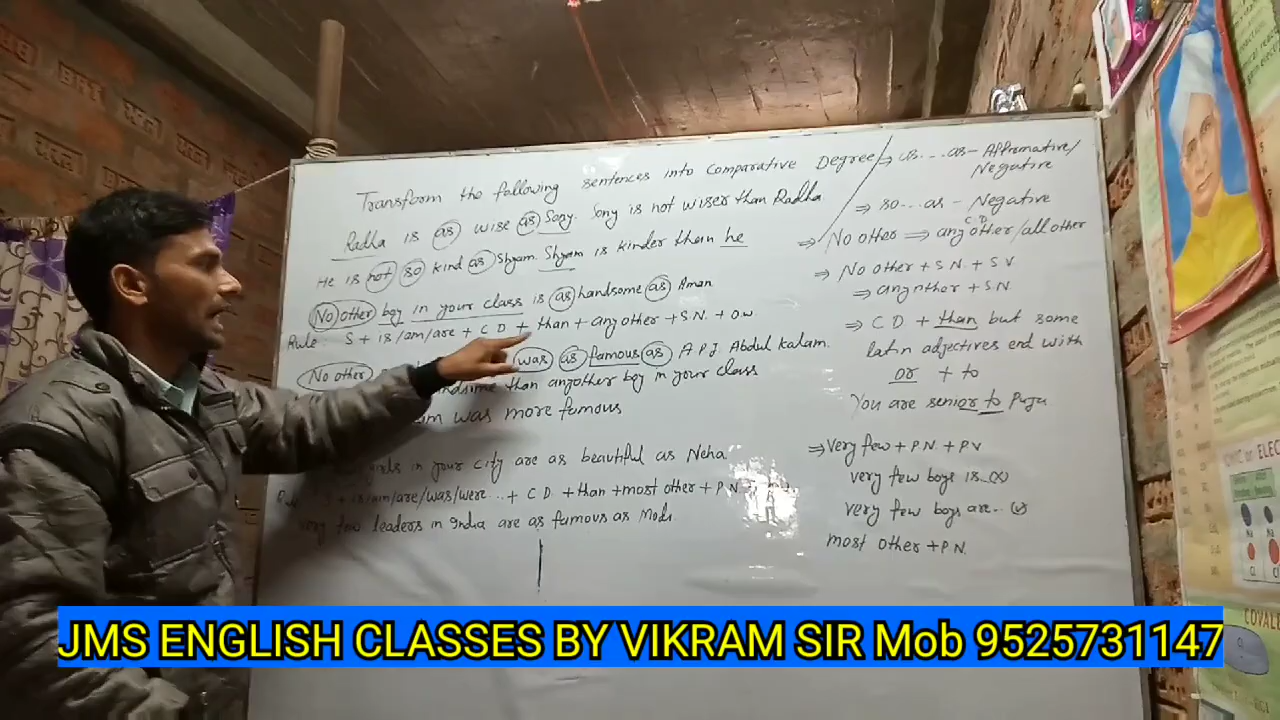 Transform the following sentences into Comparative Degree
Radha is as wise as Sony. Sony is not wiser than Radha
He is not so kind as Shyam. Shyam is kinder than he
No other boy in your class is as handsome as Aman
Rule: S + is/am/are + C D + than + any other + S N. + O.w.
No other was as famous as A P J. Abdul kalam.
than anyother boy in your class
was more famous
girls in your city are as beautiful as Neha
+ is/am/are/was/were... + C D + than + most other + P N
very few leaders in India are as famous as Modi
⇒ as...as - Affirmative/
Negative
⇒ so...as - Negative
C D
⇒ No other ⇒ any other/all other
⇒ No other + S N. + S V
⇒ any other + S N.
⇒ C D + than but some
latin adjectives end with
or + to
You are senior to Puja
⇒ Very few + P N. + P V
very few boys is (x)
very few boys are.. (✓)
most other + P N.
JMS ENGLISH CLASSES BY VIKRAM SIR Mob 9525731147